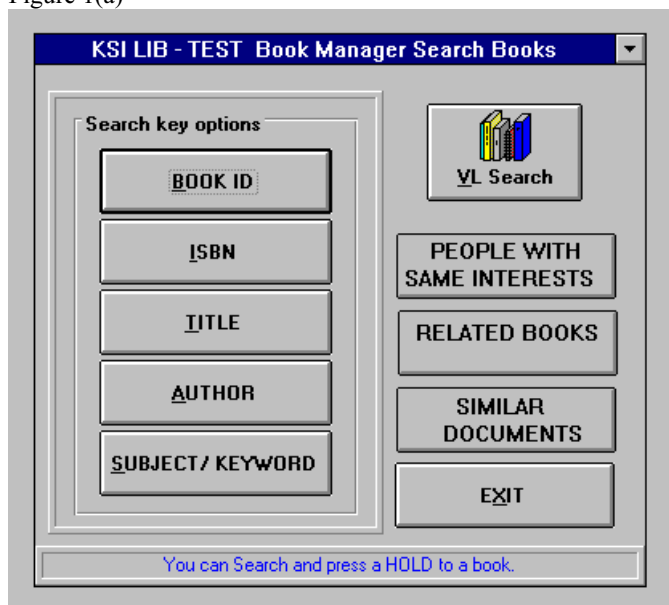 Figure 1(a)
KSI LIB - TEST Book Manager Search Books
Search key options
BOOK ID
ISBN
TITLE
AUTHOR
SUBJECT/ KEYWORD
VL Search
PEOPLE WITH
SAME INTERESTS
RELATED BOOKS
SIMILAR
DOCUMENTS
EXIT
You can Search and press a HOLD to a book.